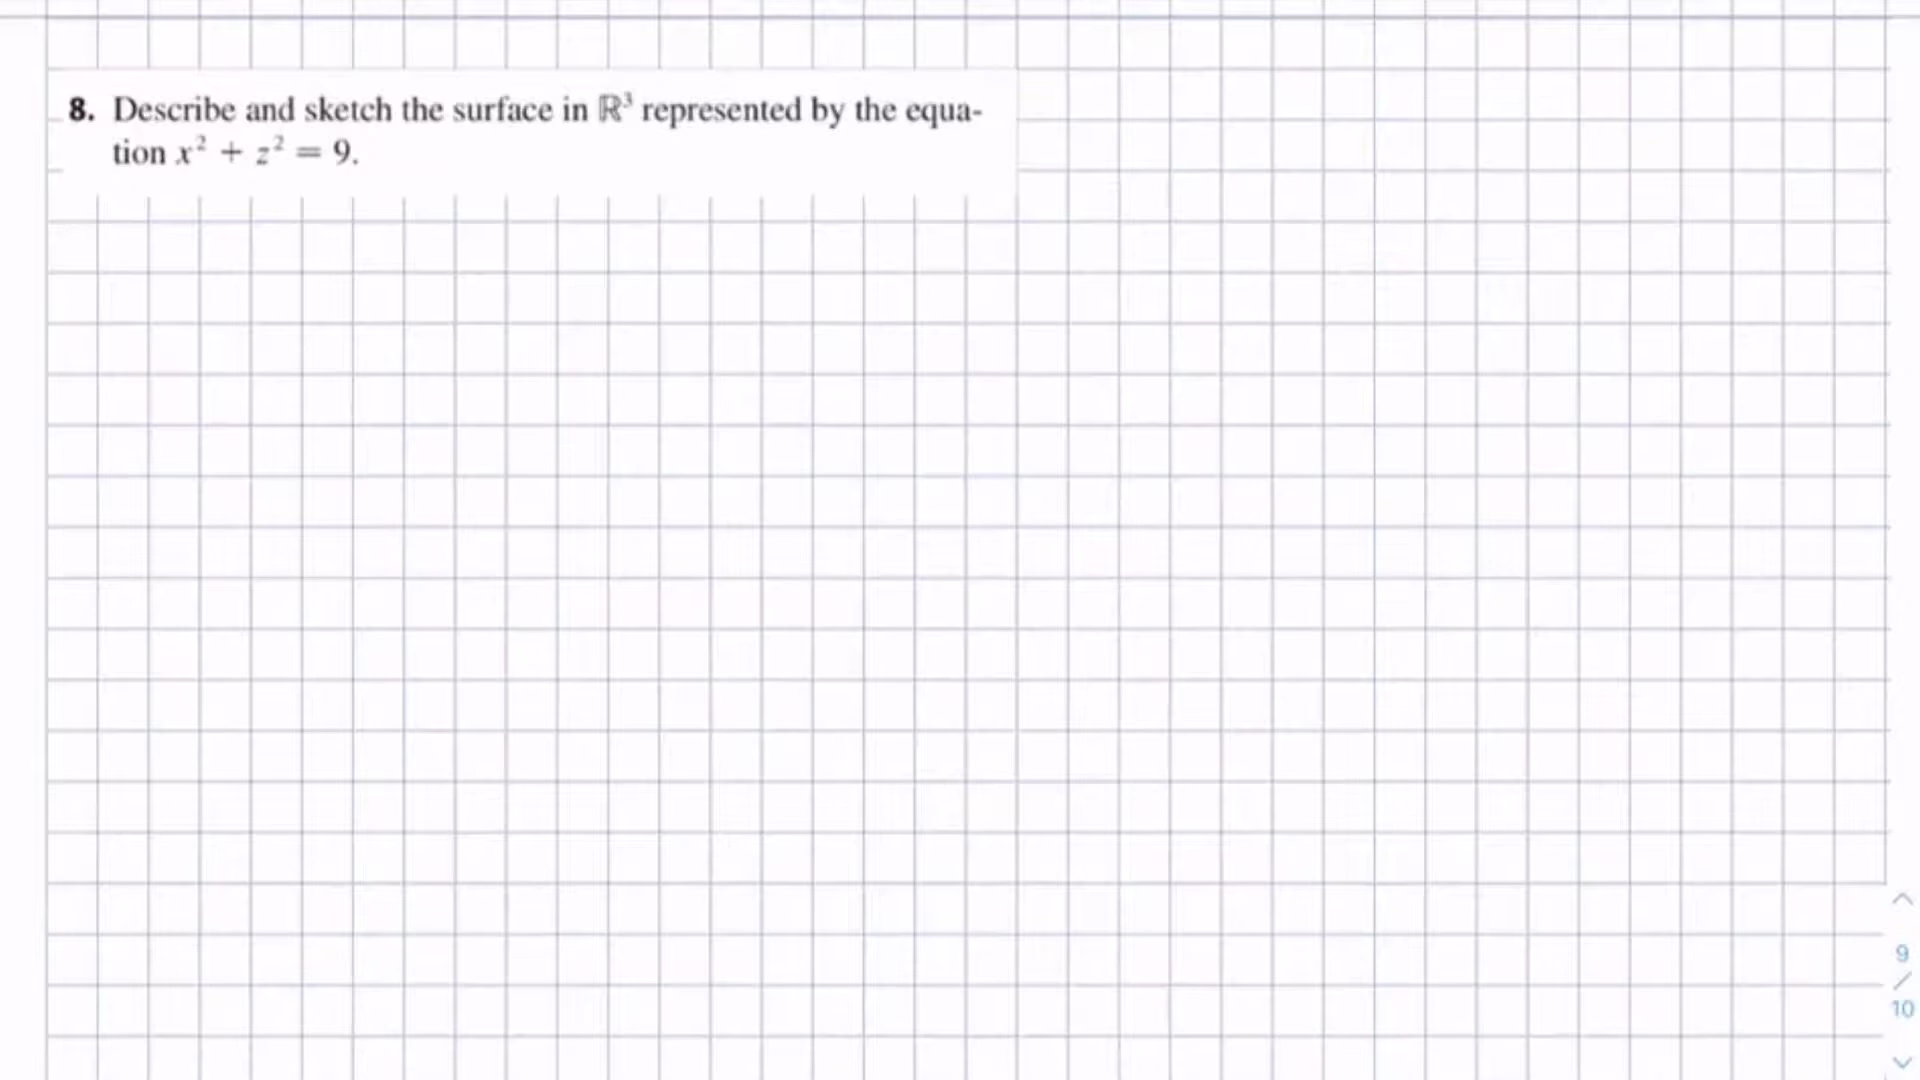 8. Describe and sketch the surface in ℝ³ represented by the equa-
tion x² + z² = 9.
9
/
10